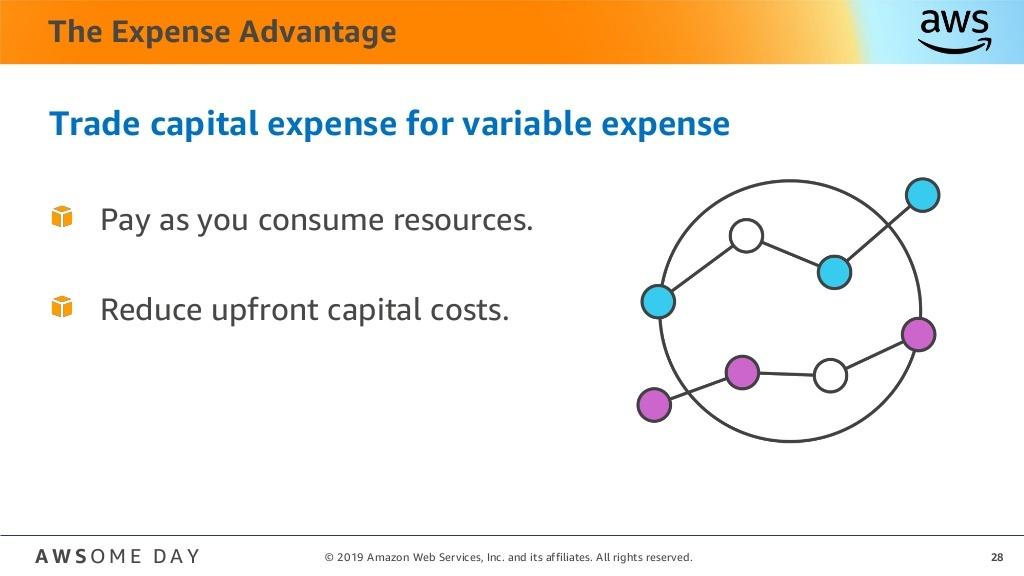 The Expense Advantage
aws
Trade capital expense for variable expense
Pay as you consume resources.
Reduce upfront capital costs.
AWSOME DAY
© 2019 Amazon Web Services, Inc. and its affiliates. All rights reserved.
28